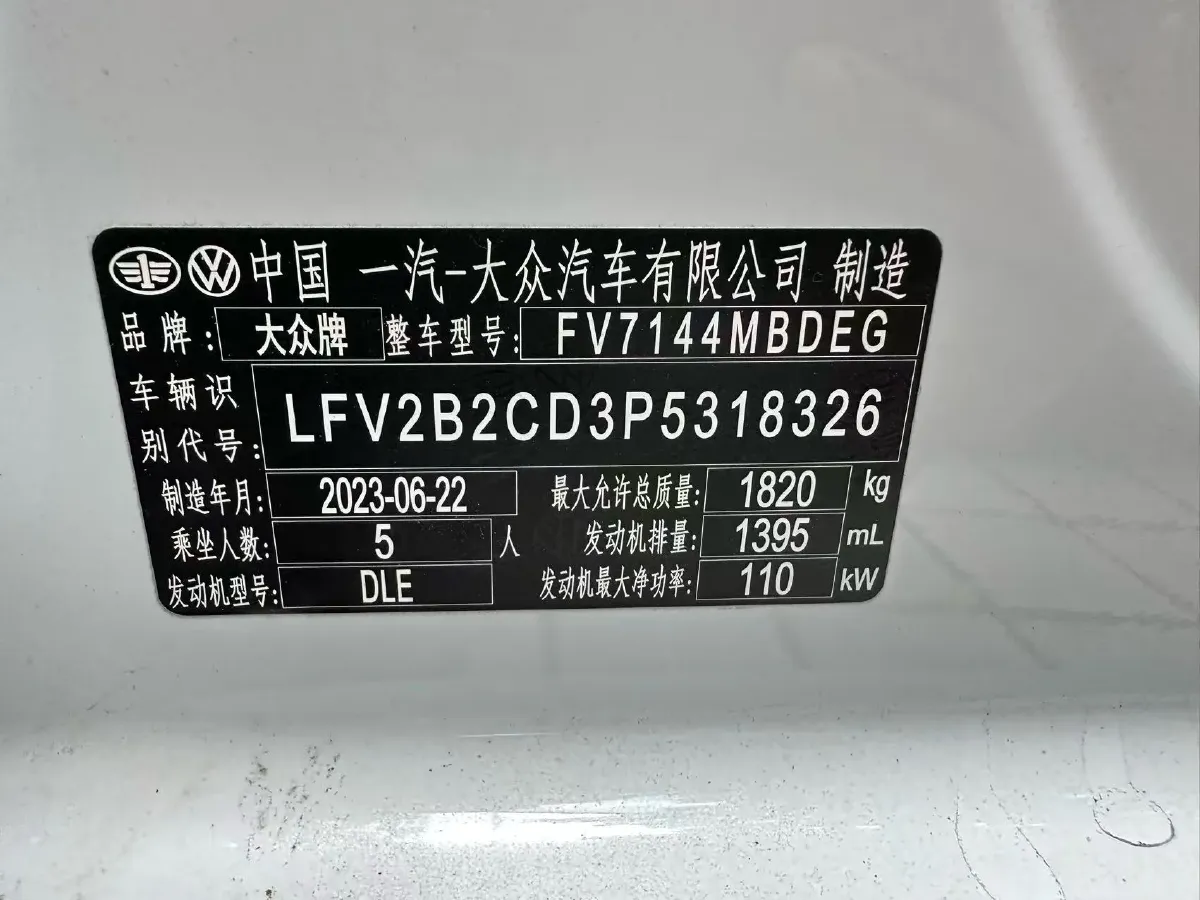 中国 一汽-大众汽车有限公司 制造
品牌: 大众牌 整车型号: FV7144MBDEG
车辆识别代号: LFV2B2CD3P5318326
制造年月: 2023-06-22 最大允许总质量: 1820 kg
乘坐人数: 5 人 发动机排量: 1395 mL
发动机型号: DLE 发动机最大净功率: 110 kW